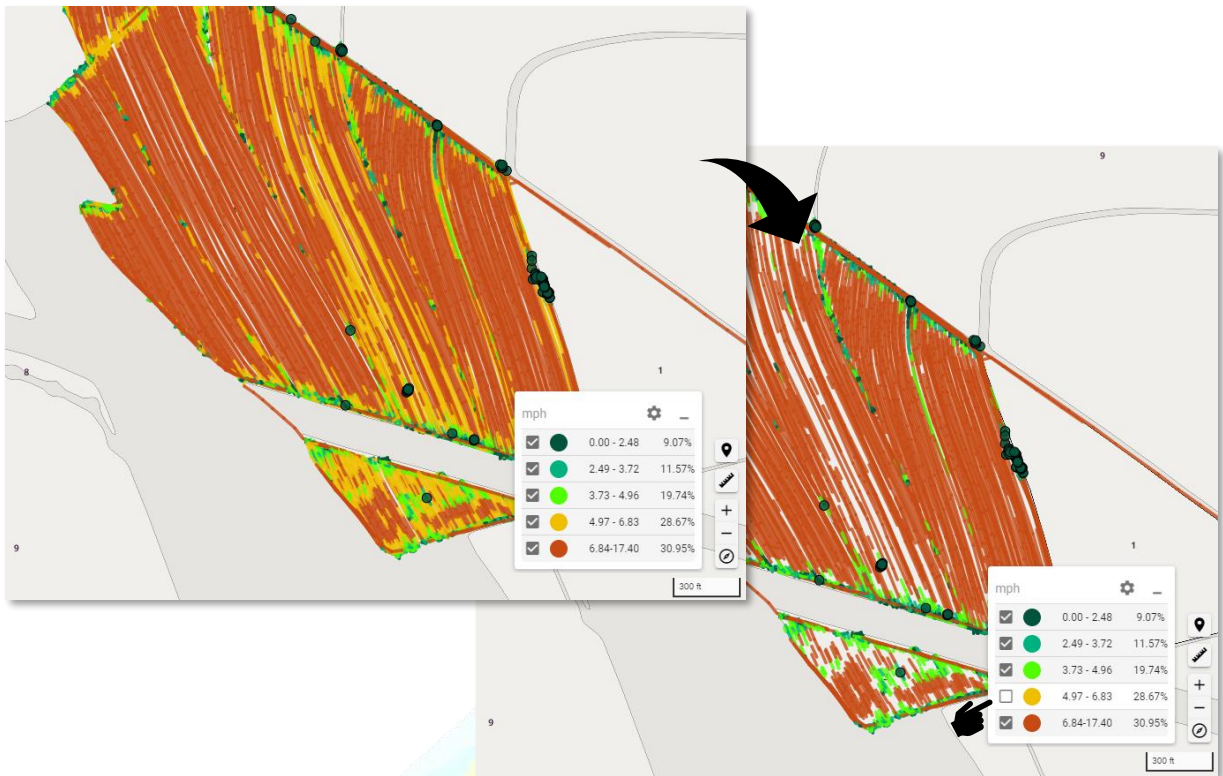 1
8
9
mph
0.00 - 2.48 9.07%
2.49 - 3.72 11.57%
3.73 - 4.96 19.74%
4.97 - 6.83 28.67%
6.84-17.40 30.95%
300 ft
9
1
9
mph
0.00 - 2.48 9.07%
2.49 - 3.72 11.57%
3.73 - 4.96 19.74%
4.97 - 6.83 28.67%
6.84-17.40 30.95%
300 ft